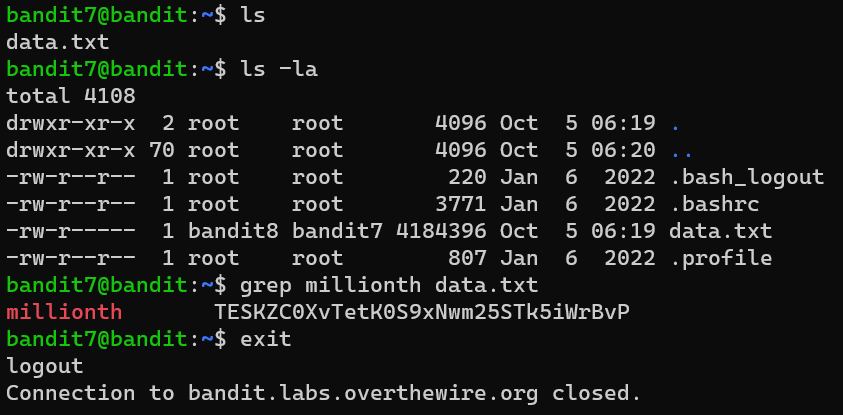 bandit7@bandit:~$ ls
data.txt
bandit7@bandit:~$ ls -la
total 4108
drwxr-xr-x  2 root    root       4096 Oct  5 06:19 .
drwxr-xr-x 70 root    root       4096 Oct  5 06:20 ..
-rw-r--r--  1 root    root        220 Jan  6  2022 .bash_logout
-rw-r--r--  1 root    root       3771 Jan  6  2022 .bashrc
-rw-r-----  1 bandit8 bandit7 4184396 Oct  5 06:19 data.txt
-rw-r--r--  1 root    root        807 Jan  6  2022 .profile
bandit7@bandit:~$ grep millionth data.txt
millionth       TESKZC0XvTetK0S9xNwm25STk5iWrBvP
bandit7@bandit:~$ exit
logout
Connection to bandit.labs.overthewire.org closed.